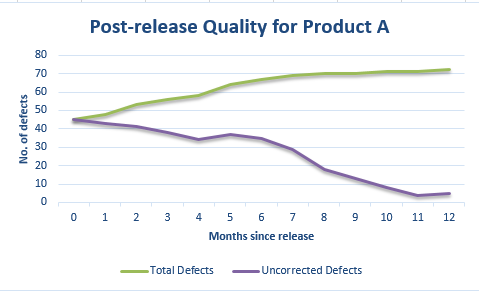 Post-release Quality for Product A
80
70
60
50
40
30
20
10
0
No. of defects
0 1 2 3 4 5 6 7 8 9 10 11 12
Months since release
Total Defects Uncorrected Defects